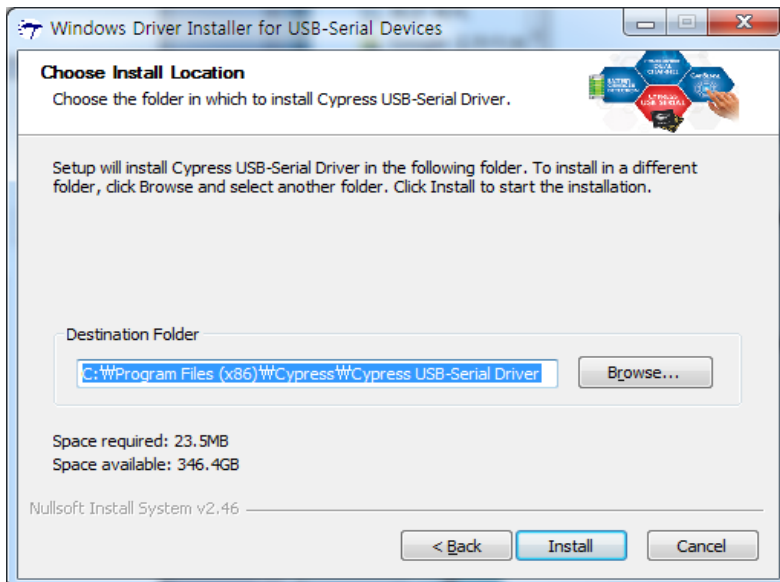 Windows Driver Installer for USB-Serial Devices
Choose Install Location
Choose the folder in which to install Cypress USB-Serial Driver.
CYPRESS
USB SERIAL
Setup will install Cypress USB-Serial Driver in the following folder. To install in a different
folder, click Browse and select another folder. Click Install to start the installation.
Destination Folder
C:₩Program Files (x86)₩Cypress₩Cypress USB-Serial Driver
Browse...
Space required: 23.5MB
Space available: 346.4GB
Nullsoft Install System v2.46
< Back
Install
Cancel